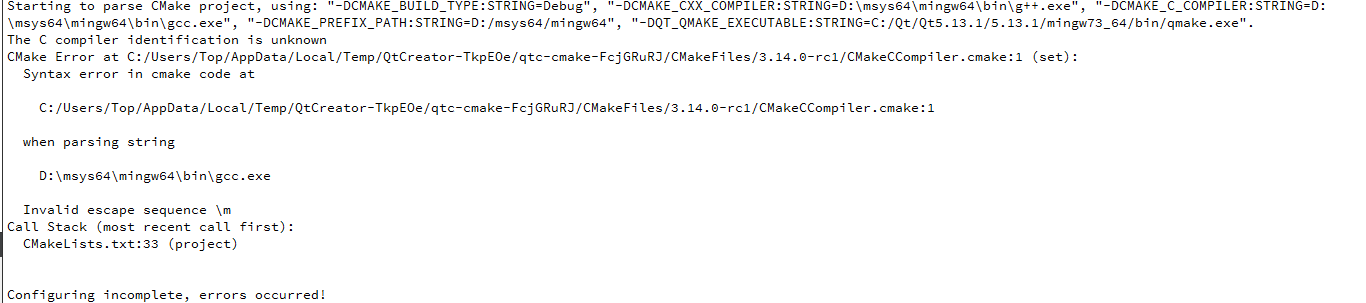 Starting to parse CMake project, using: "-DCMAKE_BUILD_TYPE:STRING=Debug", "-DCMAKE_CXX_COMPILER:STRING=D:\msys64\mingw64\bin\g++.exe", "-DCMAKE_C_COMPILER:STRING=D:
\msys64\mingw64\bin\gcc.exe", "-DCMAKE_PREFIX_PATH:STRING=D:/msys64/mingw64", "-DQT_QMAKE_EXECUTABLE:STRING=C:/Qt/Qt5.13.1/5.13.1/mingw73_64/bin/qmake.exe".
The C compiler identification is unknown
CMake Error at C:/Users/Top/AppData/Local/Temp/QtCreator-TkpEOe/qtc-cmake-FcjGRuRJ/CMakeFiles/3.14.0-rc1/CMakeCCompiler.cmake:1 (set):
Syntax error in cmake code at
C:/Users/Top/AppData/Local/Temp/QtCreator-TkpEOe/qtc-cmake-FcjGRuRJ/CMakeFiles/3.14.0-rc1/CMakeCCompiler.cmake:1
when parsing string
D:\msys64\mingw64\bin\gcc.exe
Invalid escape sequence \m
Call Stack (most recent call first):
CMakeLists.txt:33 (project)
Configuring incomplete, errors occurred!